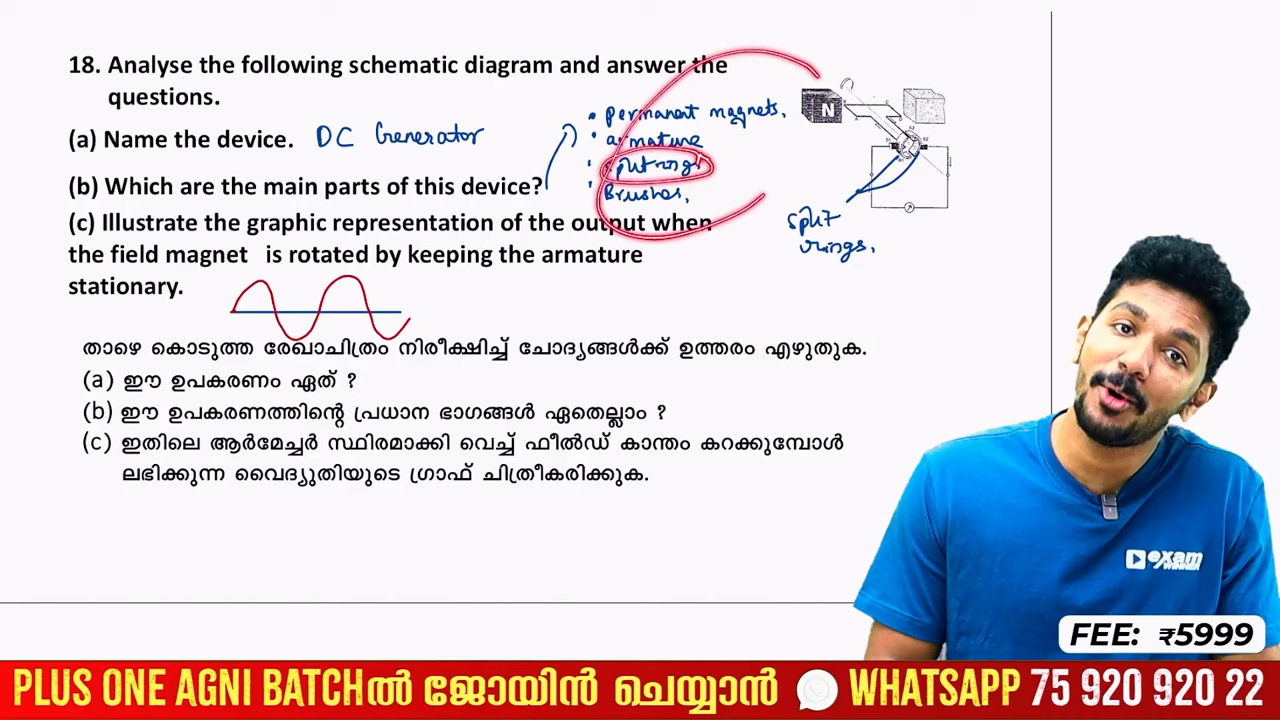 18. Analyse the following schematic diagram and answer the
questions.
(a) Name the device. DC Generator
• permanent magnets,
• armature
• split rings
• Brushes,
(b) Which are the main parts of this device?
(c) Illustrate the graphic representation of the output when
the field magnet is rotated by keeping the armature
stationary.
N
split
rings,
താഴെ കൊടുത്ത രേഖാചിത്രം നിരീക്ഷിച്ച് ചോദ്യങ്ങൾക്ക് ഉത്തരം എഴുതുക.
(a) ഈ ഉപകരണം ഏത് ?
(b) ഈ ഉപകരണത്തിന്റെ പ്രധാന ഭാഗങ്ങൾ ഏതെല്ലാം ?
(c) ഇതിലെ ആർമേച്ചർ സ്ഥിരമാക്കി വെച്ച് ഫീൽഡ് കാന്തം കറക്കുമ്പോൾ
ലഭിക്കുന്ന വൈദ്യുതിയുടെ ഗ്രാഫ് ചിത്രീകരിക്കുക.
exam
WINNER
FEE: ₹5999
PLUS ONE AGNI BATCHൽ ജോയിൻ ചെയ്യാൻ WHATSAPP 75 920 920 22